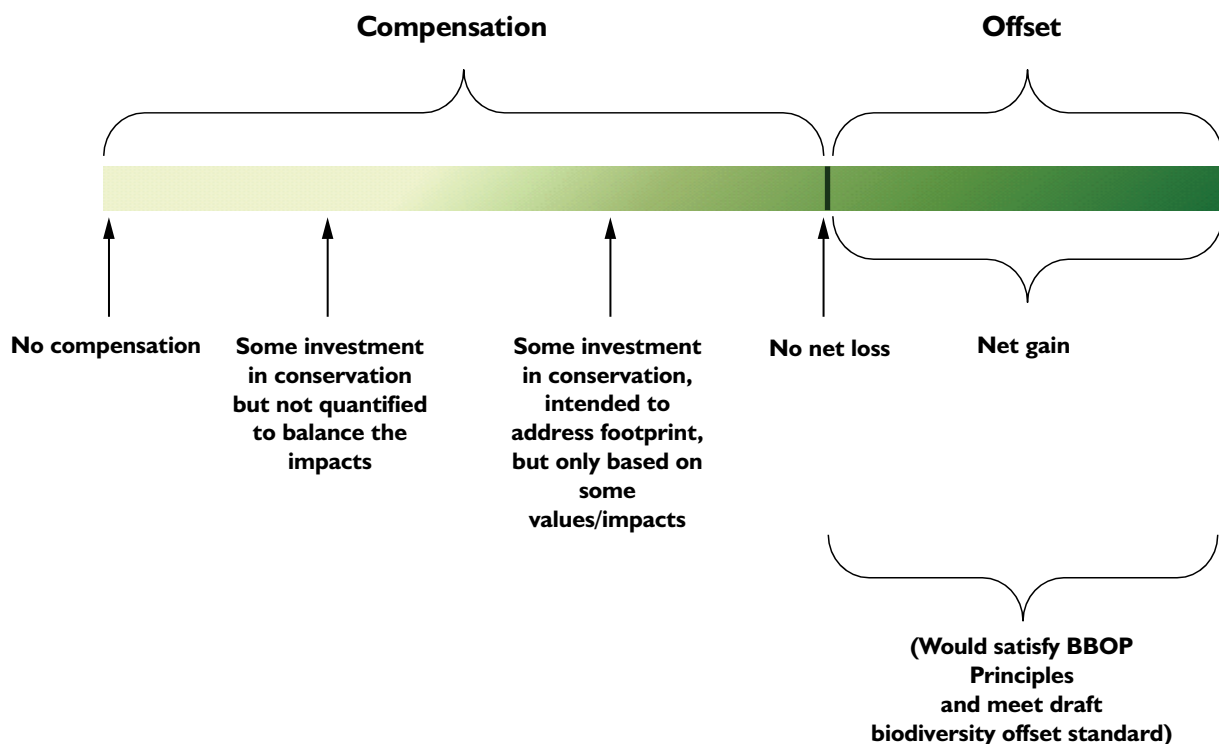 Compensation
Offset
No compensation
Some investment
in conservation
but not quantified
to balance the
impacts
Some investment
in conservation,
intended to
address footprint,
but only based on
some
values/impacts
No net loss
Net gain
(Would satisfy BBOP
Principles
and meet draft
biodiversity offset standard)